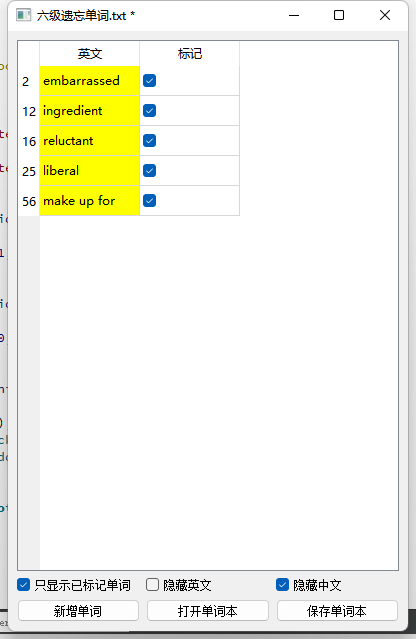 六级遗忘单词.txt *
英文 标记
2 embarrassed
12 ingredient
16 reluctant
25 liberal
56 make up for
只显示已标记单词 隐藏英文 隐藏中文
新增单词 打开单词本 保存单词本